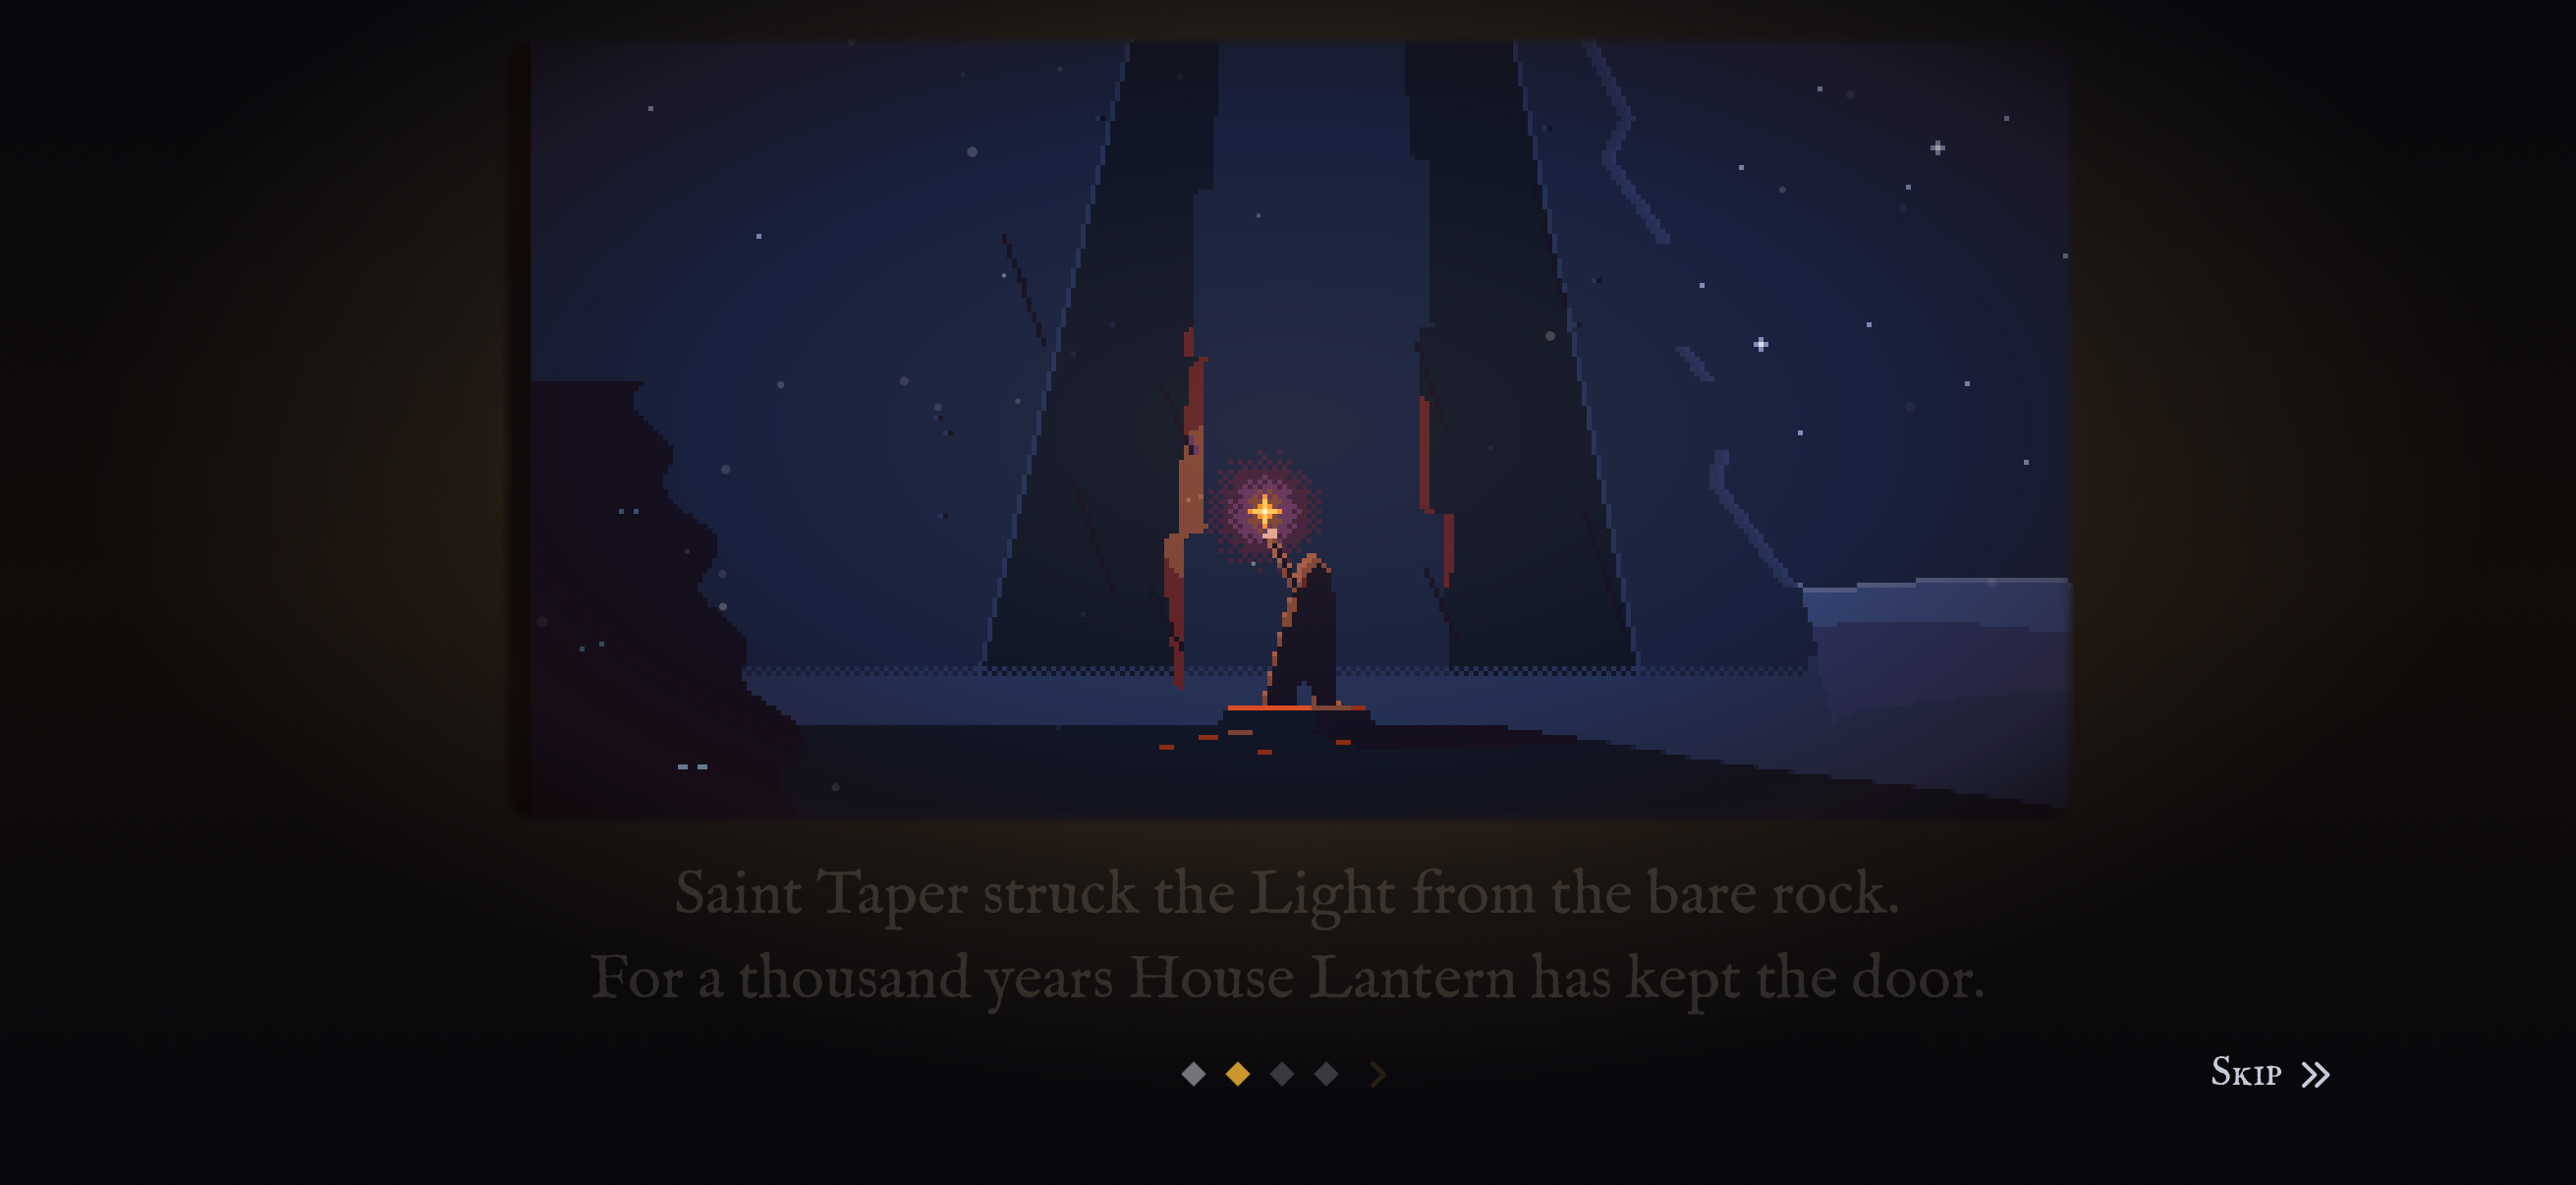 Saint Taper struck the Light from the bare rock.
For a thousand years House Lantern has kept the door.
Skip